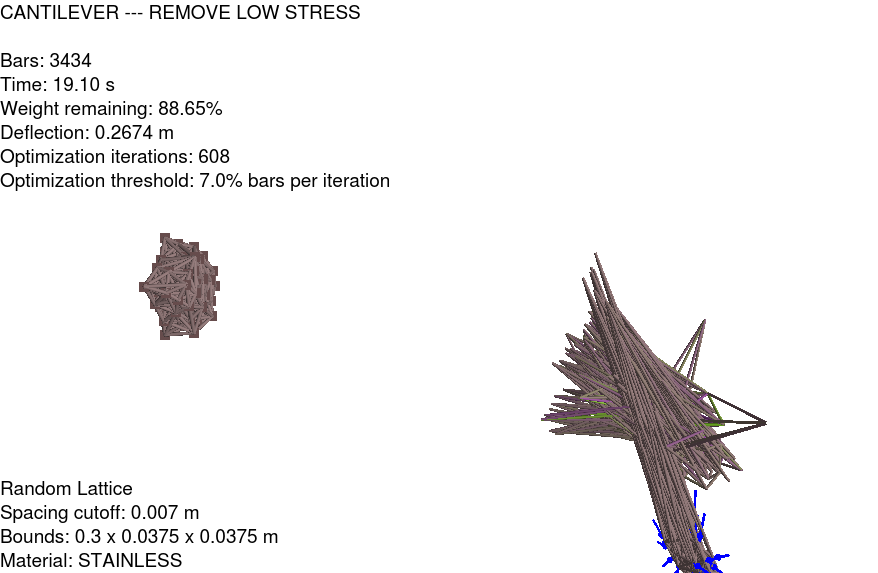 CANTILEVER --- REMOVE LOW STRESS
Bars: 3434
Time: 19.10 s
Weight remaining: 88.65%
Deflection: 0.2674 m
Optimization iterations: 608
Optimization threshold: 7.0% bars per iteration
Random Lattice
Spacing cutoff: 0.007 m
Bounds: 0.3 x 0.0375 x 0.0375 m
Material: STAINLESS